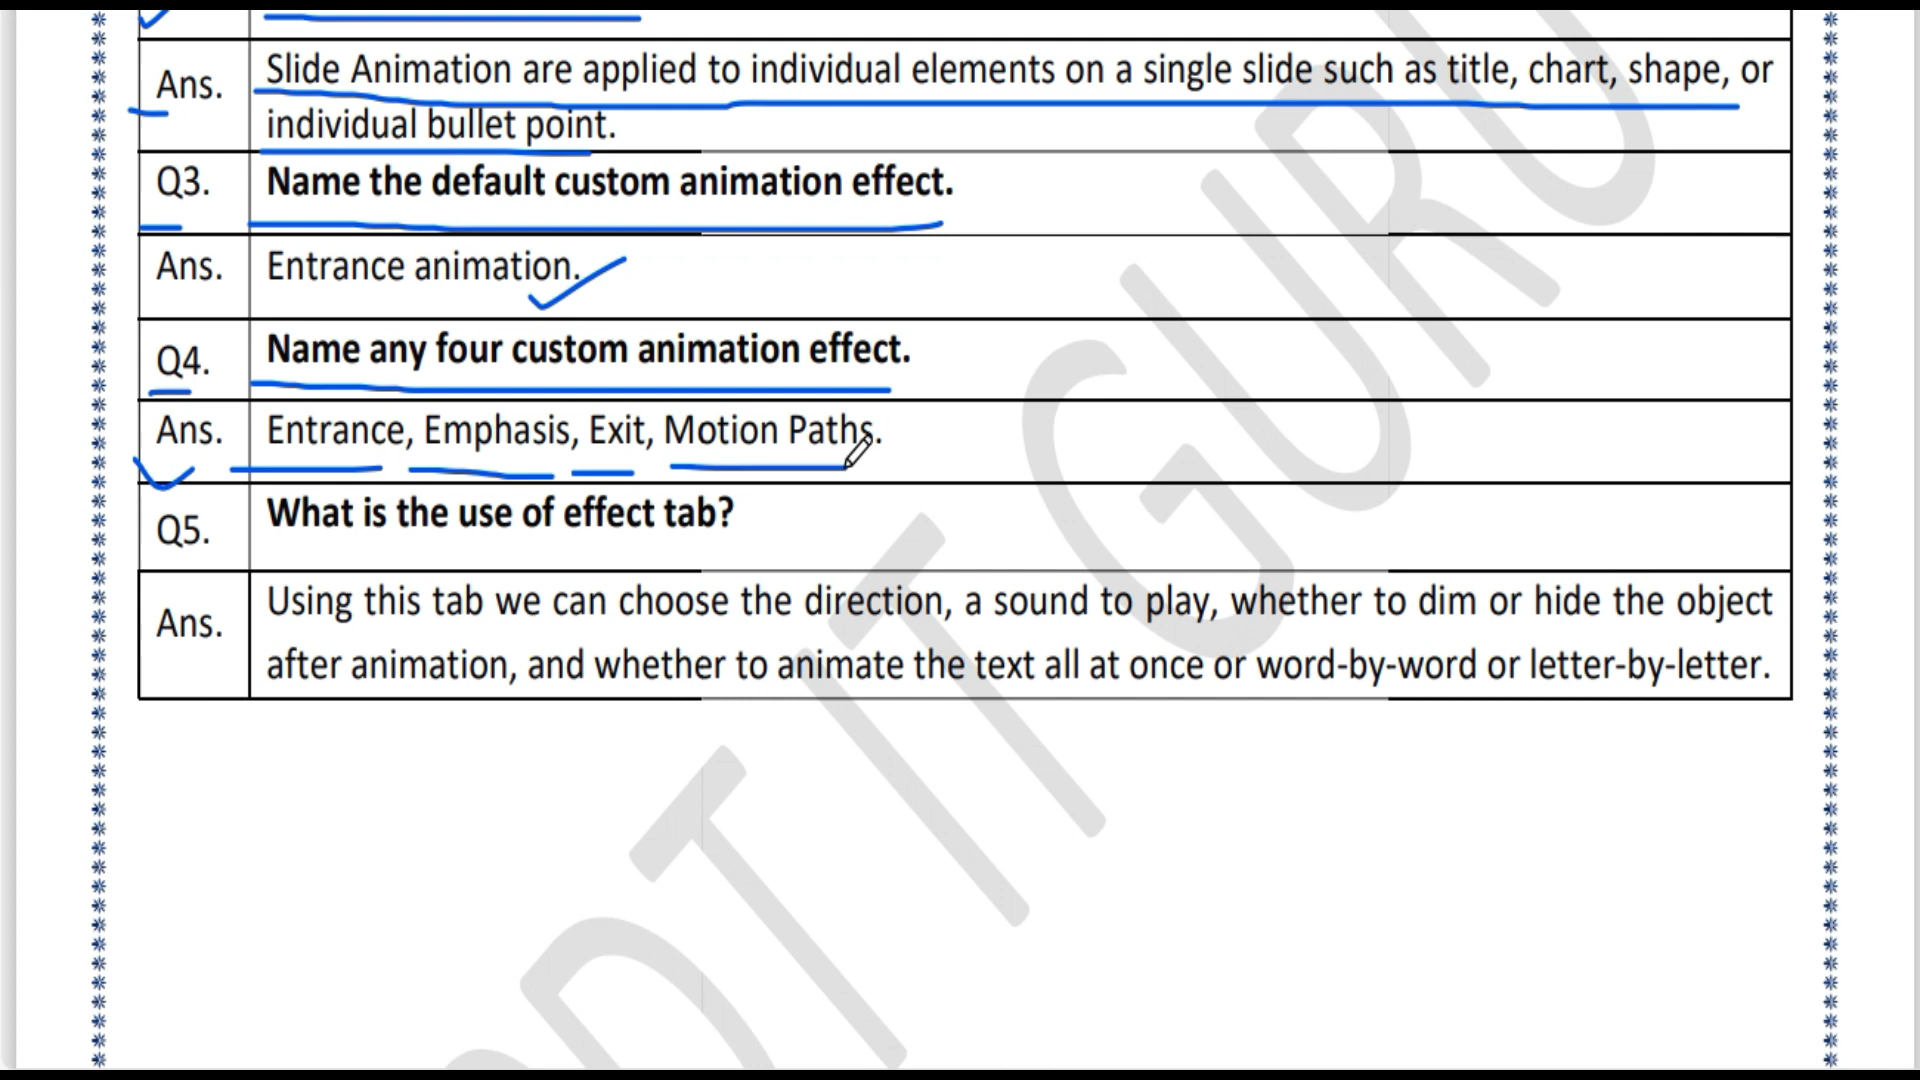 Ans. Slide Animation are applied to individual elements on a single slide such as title, chart, shape, or
individual bullet point.
Q3. Name the default custom animation effect.
Ans. Entrance animation.
Q4. Name any four custom animation effect.
Ans. Entrance, Emphasis, Exit, Motion Paths.
Q5. What is the use of effect tab?
Ans. Using this tab we can choose the direction, a sound to play, whether to dim or hide the object
after animation, and whether to animate the text all at once or word-by-word or letter-by-letter.
IT GURU